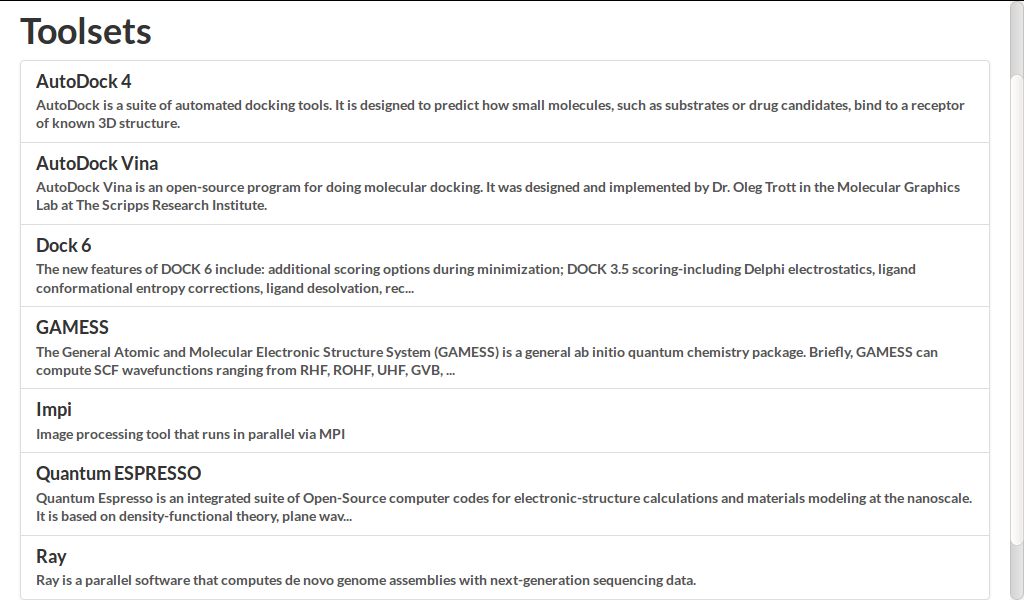 Toolsets
AutoDock 4
AutoDock is a suite of automated docking tools. It is designed to predict how small molecules, such as substrates or drug candidates, bind to a receptor
of known 3D structure.
AutoDock Vina
AutoDock Vina is an open-source program for doing molecular docking. It was designed and implemented by Dr. Oleg Trott in the Molecular Graphics
Lab at The Scripps Research Institute.
Dock 6
The new features of DOCK 6 include: additional scoring options during minimization; DOCK 3.5 scoring-including Delphi electrostatics, ligand
conformational entropy corrections, ligand desolvation, rec...
GAMESS
The General Atomic and Molecular Electronic Structure System (GAMESS) is a general ab initio quantum chemistry package. Briefly, GAMESS can
compute SCF wavefunctions ranging from RHF, ROHF, UHF, GVB, ...
Impi
Image processing tool that runs in parallel via MPI
Quantum ESPRESSO
Quantum Espresso is an integrated suite of Open-Source computer codes for electronic-structure calculations and materials modeling at the nanoscale.
It is based on density-functional theory, plane wav...
Ray
Ray is a parallel software that computes de novo genome assemblies with next-generation sequencing data.